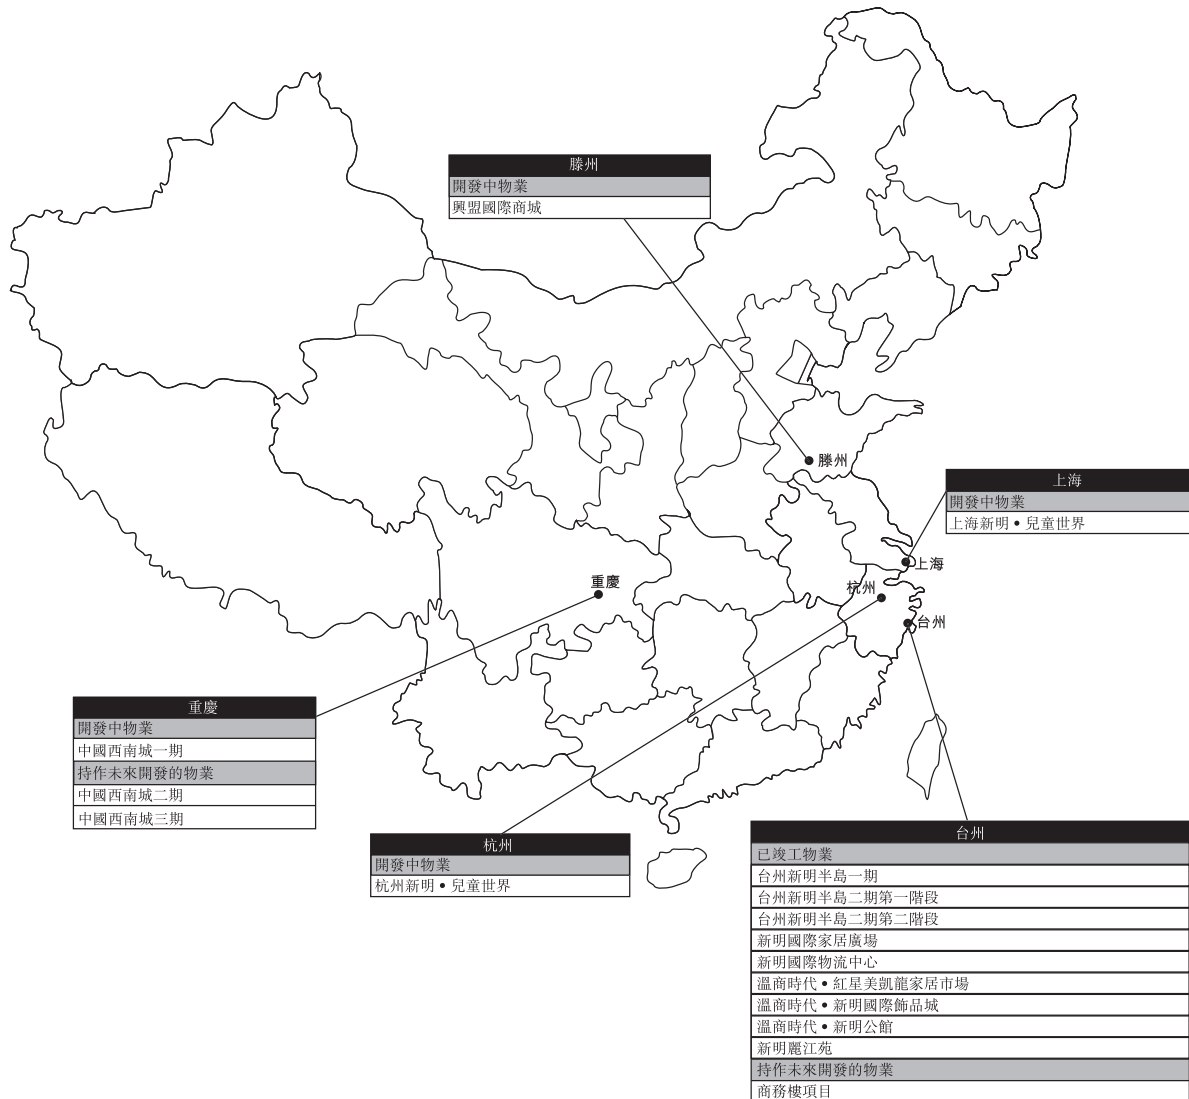 滕州
開發中物業
興盟國際商城
滕州
上海
開發中物業
上海新明•兒童世界
上海
重慶
杭州
台州
重慶
開發中物業
中國西南城一期
持作未來開發的物業
中國西南城二期
中國西南城三期
杭州
開發中物業
杭州新明•兒童世界
台州
已竣工物業
台州新明半島一期
台州新明半島二期第一階段
台州新明半島二期第二階段
新明國際家居廣場
新明國際物流中心
溫商時代•紅星美凱龍家居市場
溫商時代•新明國際飾品城
溫商時代•新明公館
新明麗江苑
持作未來開發的物業
商務樓項目